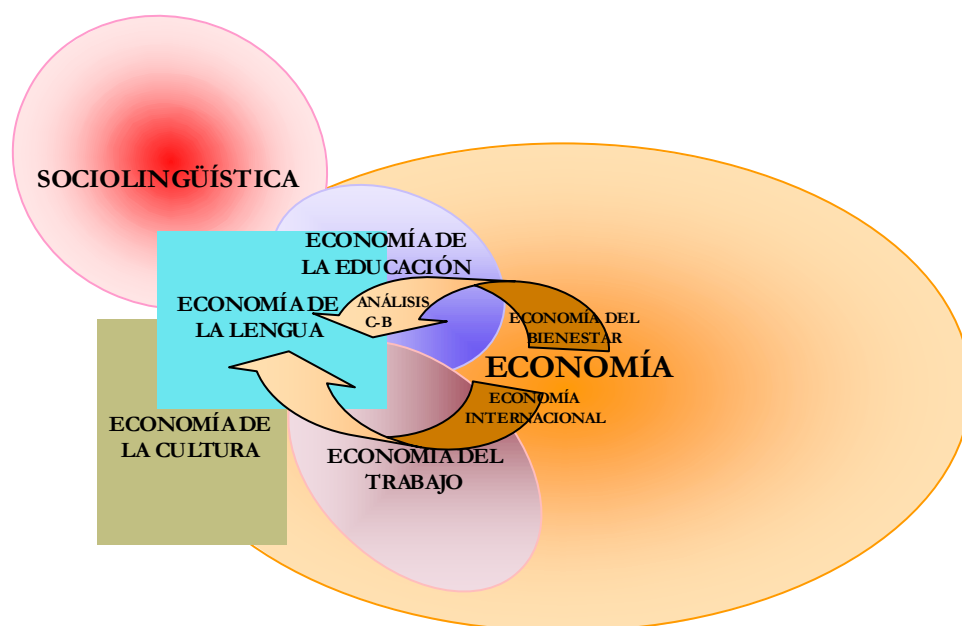 SOCIOLINGÜÍSTICA
ECONOMÍA DE
LA EDUCACIÓN
ECONOMÍA DE
LA LENGUA
ANÁLISIS
C-B
ECONOMÍA DEL
BIENESTAR
ECONOMÍA
ECONOMÍA
INTERNACIONAL
ECONOMÍA DE
LA CULTURA
ECONOMÍA DEL
TRABAJO